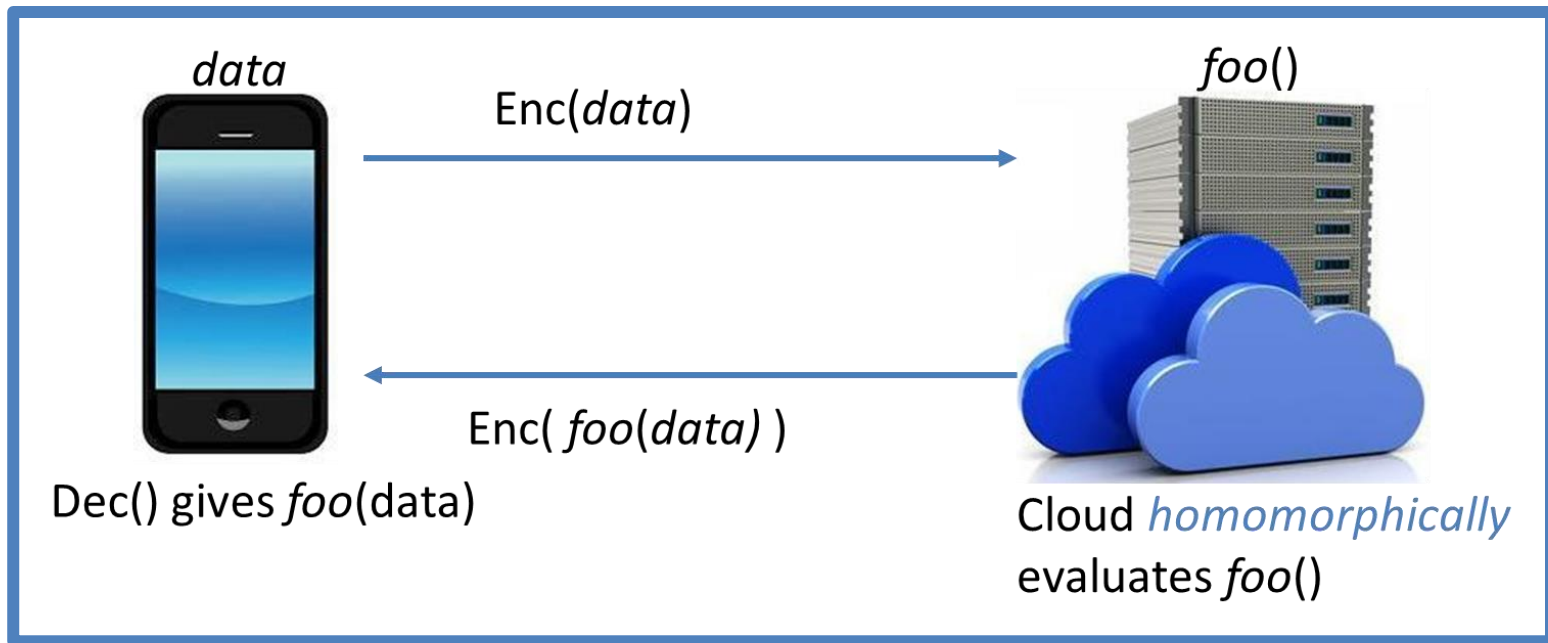 data
foo()
Enc(data)
Enc( foo(data) )
Dec() gives foo(data)
Cloud homomorphically
evaluates foo()